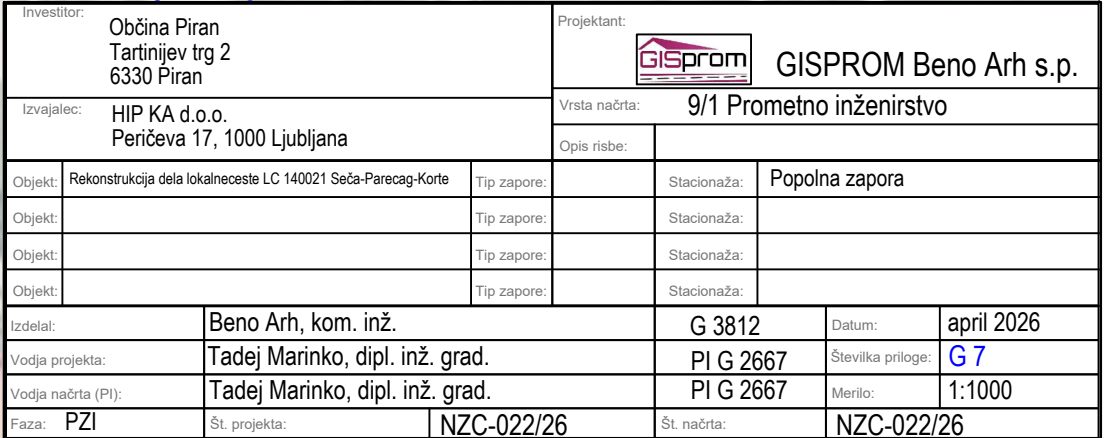 Investitor:
Občina Piran
Tartinijev trg 2
6330 Piran
Projektant:
GISprom
GISPROM Beno Arh s.p.
Izvajalec:
HIP KA d.o.o.
Peričeva 17, 1000 Ljubljana
Vrsta načrta: 9/1 Prometno inženirstvo
Opis risbe:
Objekt: Rekonstrukcija dela lokalneceste LC 140021 Seča-Parecag-Korte Tip zapore: Stacionaža: Popolna zapora
Objekt: Tip zapore: Stacionaža:
Objekt: Tip zapore: Stacionaža:
Objekt: Tip zapore: Stacionaža:
Izdelal: Beno Arh, kom. inž. G 3812 Datum: april 2026
Vodja projekta: Tadej Marinko, dipl. inž. grad. PI G 2667 Številka priloge: G 7
Vodja načrta (PI): Tadej Marinko, dipl. inž. grad. PI G 2667 Merilo: 1:1000
Faza: PZI Št. projekta: NZC-022/26 Št. načrta: NZC-022/26